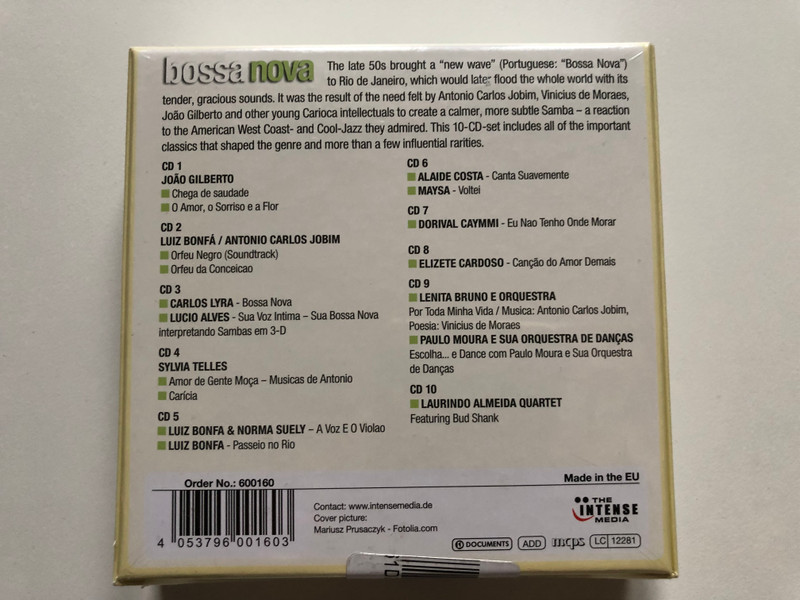 bossa nova
The late 50s brought a “new wave” (Portuguese: “Bossa Nova”)
to Rio de Janeiro, which would later flood the whole world with its
tender, gracious sounds. It was the result of the need felt by Antonio Carlos Jobim, Vinicius de Moraes,
João Gilberto and other young Carioca intellectuals to create a calmer, more subtle Samba – a reaction
to the American West Coast- and Cool-Jazz they admired. This 10-CD-set includes all of the important
classics that shaped the genre and more than a few influential rarities.
CD 1
JOÃO GILBERTO
Chega de saudade
O Amor, o Sorriso e a Flor
CD 2
LUIZ BONFÁ / ANTONIO CARLOS JOBIM
Orfeu Negro (Soundtrack)
Orfeu da Conceicao
CD 3
CARLOS LYRA - Bossa Nova
LUCIO ALVES - Sua Voz Intima – Sua Bossa Nova
interpretando Sambas em 3-D
CD 4
SYLVIA TELLES
Amor de Gente Moça – Musicas de Antonio
Carícia
CD 5
LUIZ BONFA & NORMA SUELY – A Voz E O Violao
LUIZ BONFA - Passeio no Rio
CD 6
ALAIDE COSTA - Canta Suavemente
MAYSA - Voltei
CD 7
DORIVAL CAYMMI - Eu Nao Tenho Onde Morar
CD 8
ELIZETE CARDOSO - Canção do Amor Demais
CD 9
LENITA BRUNO E ORQUESTRA
Por Toda Minha Vida / Musica: Antonio Carlos Jobim,
Poesia: Vinicius de Moraes
PAULO MOURA E SUA ORQUESTRA DE DANÇAS
Escolha... e Dance com Paulo Moura e Sua Orquestra
de Danças
CD 10
LAURINDO ALMEIDA QUARTET
Featuring Bud Shank
Order No.: 600160
Made in the EU
4 053796 001603
Contact: www.intensemedia.de
Cover picture:
Mariusz Prusaczyk - Fotolia.com
THE
INTENSE
MEDIA
DOCUMENTS
ADD
mcps
LC 12281